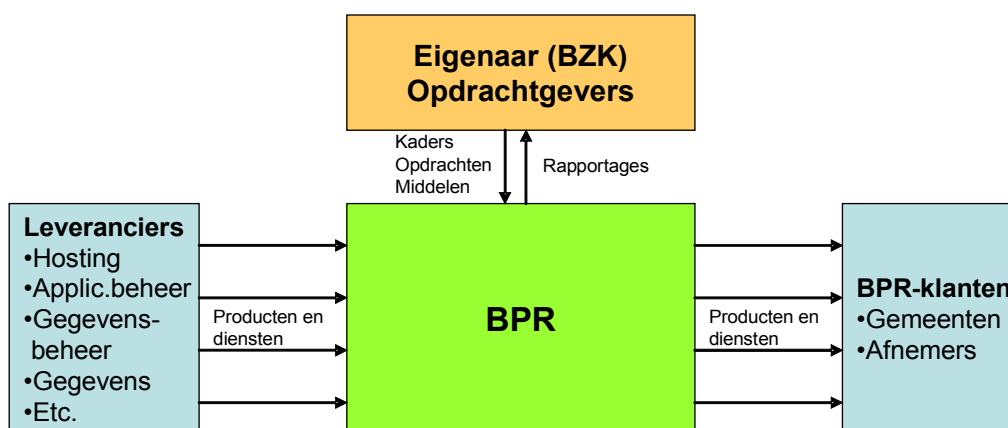 Eigenaar (BZK)
Opdrachtgevers
Kaders
Opdrachten
Middelen
Rapportages
Leveranciers
•Hosting
•Applic.beheer
•Gegevens-
beheer
•Gegevens
•Etc.
Producten en
diensten
BPR
Producten en
diensten
BPR-klanten
•Gemeenten
•Afnemers